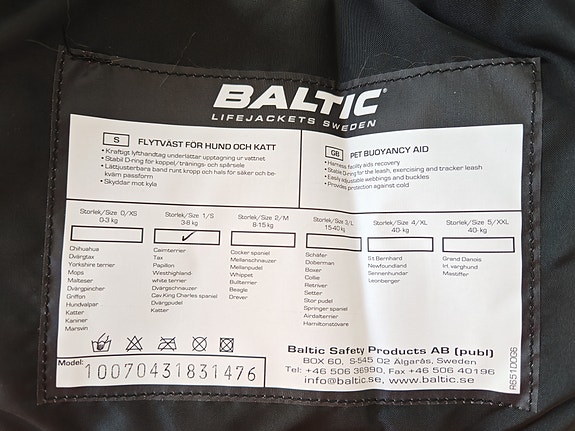 BALTIC®
LIFEJACKETS SWEDEN
S FLYTVÄST FÖR HUND OCH KATT
• Kraftigt lyfthandtag underlättar upptagning ur vattnet
• Stabil D-ring för koppel/tränings- och spårsele
• Lättjusterbara band runt kropp och hals för säker och be-
kväm passform
• Skyddar mot kyla
GB PET BUOYANCY AID
• Harness facility aids recovery
• Stable D-ring for the leash, exercising and tracker leash
• Easily adjustable webbings and buckles
• Provides protection against cold
Storlek/Size 0/XS
0-3 kg
Chihuahua
Dvärgtax
Yorkshire terrier
Mops
Malteser
Dvärgpincher
Griffon
Hundvalpar
Katter
Kaniner
Marsvin
Storlek/Size 1/S
3-8 kg
✓
Cairnterrier
Tax
Papillon
Westhighland
white terrier
Dvärgschnauzer
Cav.King Charles spaniel
Dvärgpudel
Katter
Storlek/Size 2/M
8-15 kg
Cocker spaniel
Mellanschnauzer
Mellanpudel
Whippet
Bullterrier
Beagle
Drever
Storlek/Size 3/L
15-40 kg
Schäfer
Doberman
Boxer
Collie
Retriver
Setter
Stor pudel
Springer spaniel
Airdalterrier
Hamiltonstövare
Storlek/Size 4/XL
40- kg
St Bernhard
Newfoundland
Sennenhunder
Leonberger
Storlek/Size 5/XXL
40- kg
Grand Danois
Irl. varghund
Mastiffer
Model:
10070431831476
Baltic Safety Products AB (publ)
BOX 60, S-545 02 Älgarås, Sweden
Tel: +46 506 36990, Fax +46 506 40196
info@baltic.se, www.baltic.se
R651DDG6